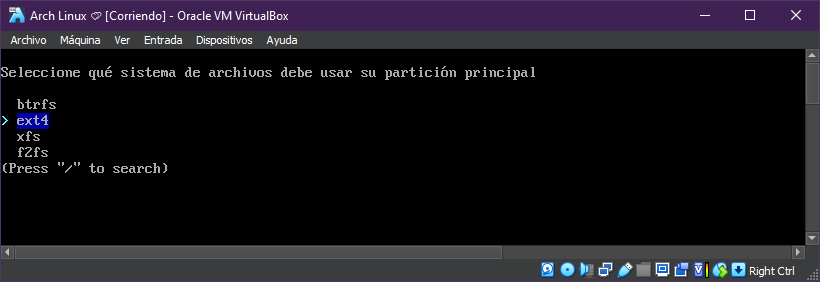 Arch Linux [Corriendo] - Oracle VM VirtualBox
Archivo Máquina Ver Entrada Dispositivos Ayuda
Seleccione qué sistema de archivos debe usar su partición principal
btrfs
> ext4
xfs
f2fs
(Press "/" to search)
Right Ctrl